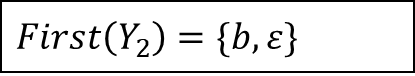 First(Y₂) = {b, ε}